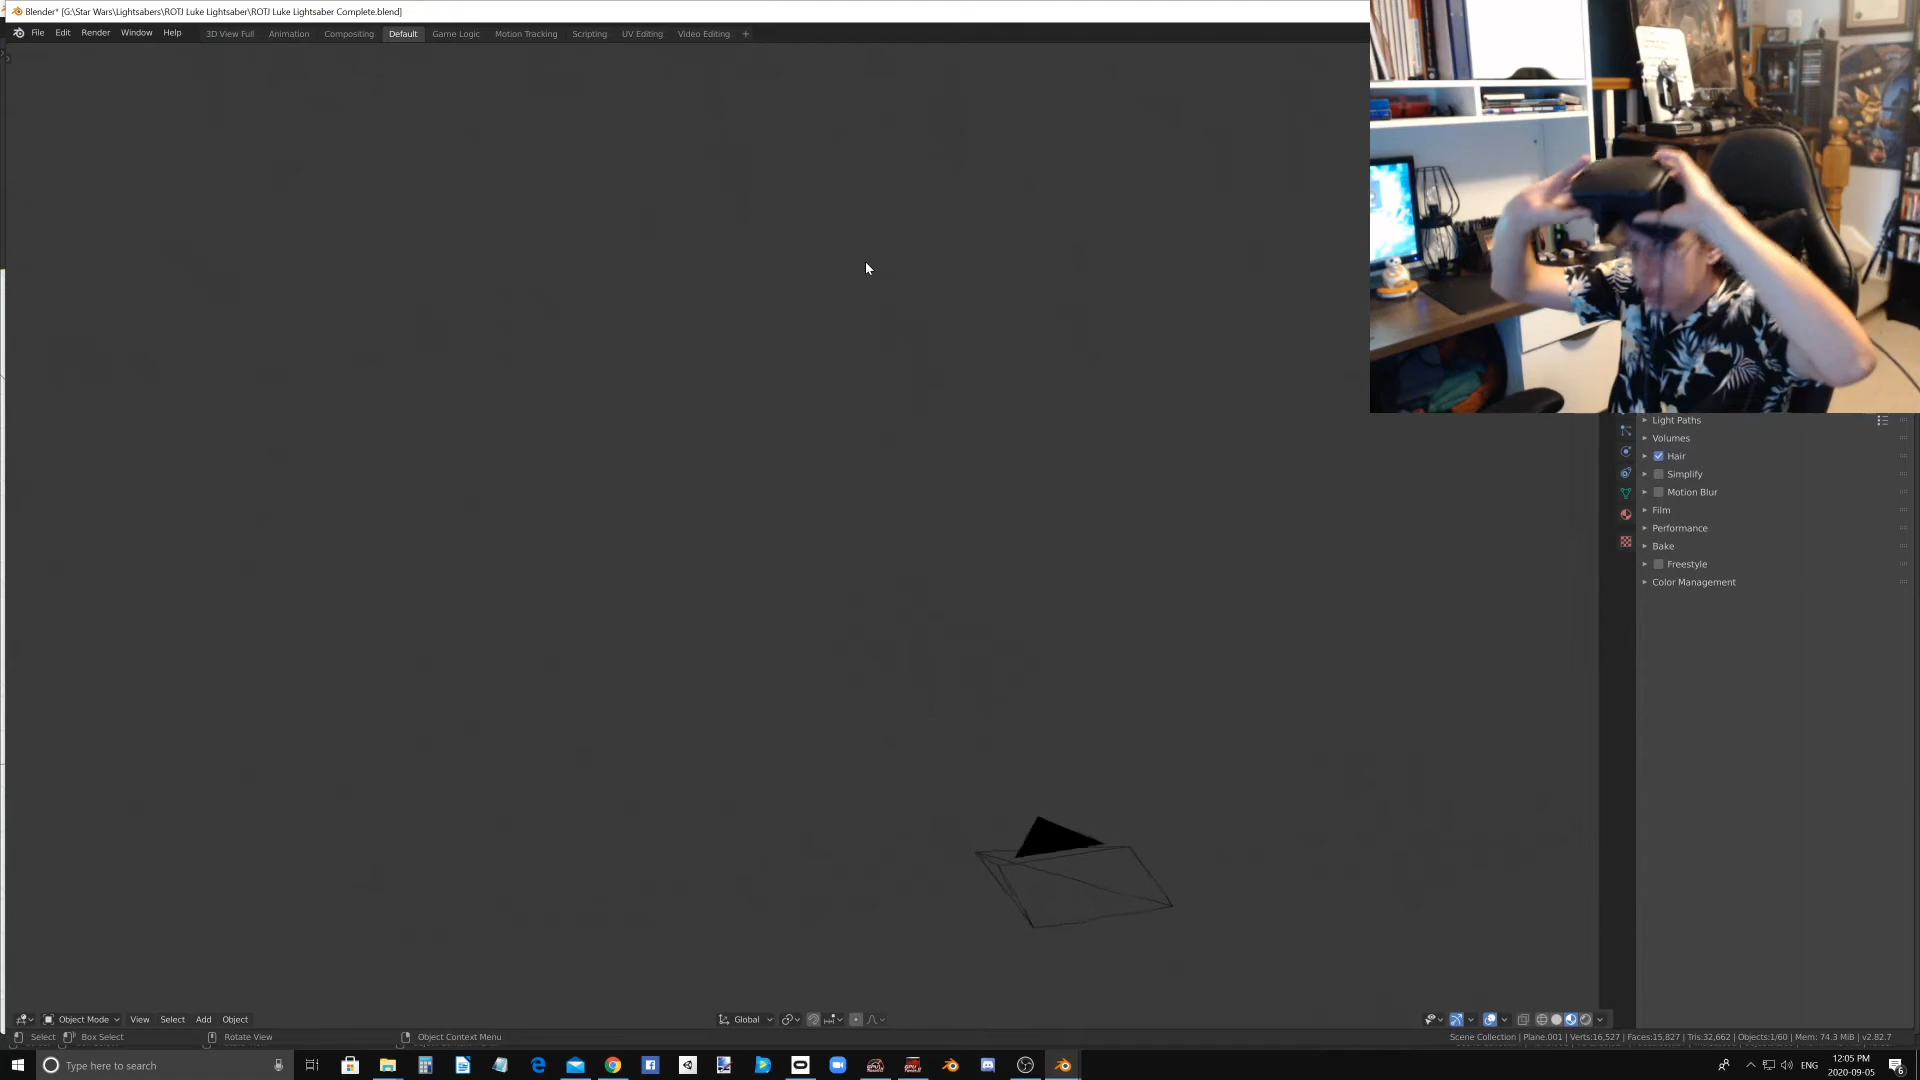 Blender* [G:\Star Wars\Lightsabers\ROTJ Luke Lightsaber\ROTJ Luke Lightsaber Complete.blend]
File Edit Render Window Help 3D View Full Animation Compositing Default Game Logic Motion Tracking Scripting UV Editing Video Editing +
Light Paths
Volumes
Hair
Simplify
Motion Blur
Film
Performance
Bake
Freestyle
Color Management
Object Mode View Select Add Object Global
Select Box Select Rotate View Object Context Menu Scene Collection | Plane.001 | Verts:16,527 | Faces:15,827 | Tris:32,662 | Objects:1/60 | Mem: 74.3 MiB | v2.82.7
Type here to search ENG 12:05 PM
2020-09-05
6